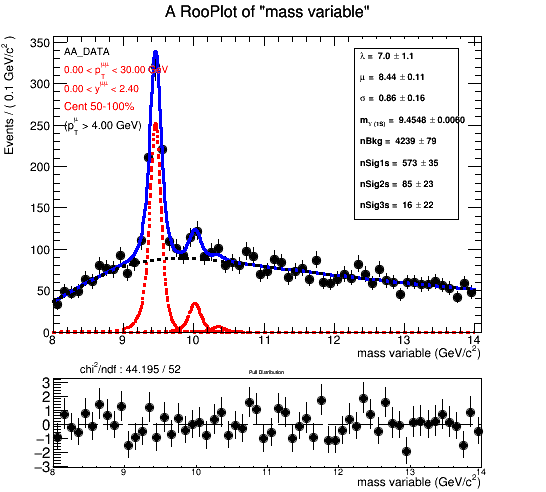 A RooPlot of "mass variable"
Events / ( 0.1 GeV/c² )
350
300
250
200
150
100
50
0
AA_DATA
0.00 < p_T^μμ < 30.00 GeV
0.00 < y^μμ < 2.40
Cent 50-100%
(p_T^μ > 4.00 GeV)
λ = 7.0 ± 1.1
μ = 8.44 ± 0.11
σ = 0.86 ± 0.16
m_ϒ (1S) = 9.4548 ± 0.0060
nBkg = 4239 ± 79
nSig1s = 573 ± 35
nSig2s = 85 ± 23
nSig3s = 16 ± 22
8 9 10 11 12 13 14
mass variable (GeV/c²)
chi²/ndf : 44.195 / 52
Pull Distribution
3
2
1
0
−1
−2
−3
8 9 10 11 12 13 14
mass variable (GeV/c²)